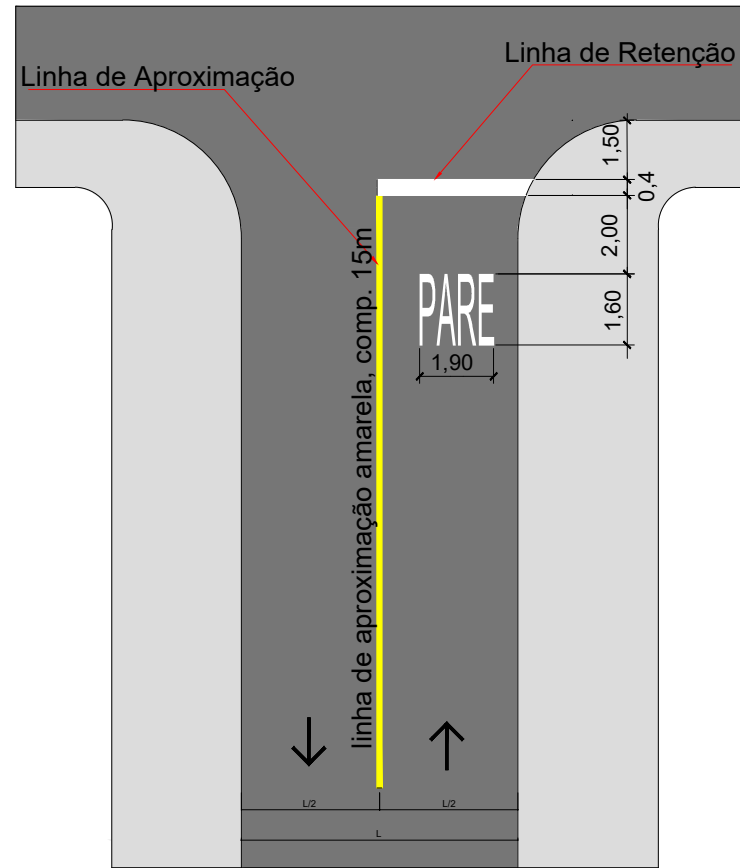 Linha de Retenção
Linha de Aproximação
1,50
0,4
2,00
linha de aproximação amarela, comp. 15m
PARE
1,60
1,90
L/2
L/2
L